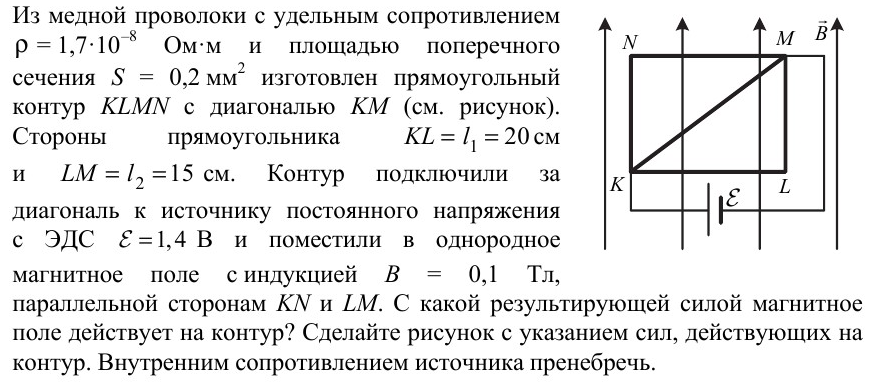 Из медной проволоки с удельным сопротивлением
ρ = 1,7·10⁻⁸ Ом·м и площадью поперечного
сечения S = 0,2 мм² изготовлен прямоугольный
контур KLMN с диагональю KM (см. рисунок).
Стороны прямоугольника KL = l₁ = 20 см
и LM = l₂ = 15 см. Контур подключили за
диагональ к источнику постоянного напряжения
с ЭДС ℰ = 1,4 В и поместили в однородное
магнитное поле с индукцией B = 0,1 Тл,
параллельной сторонам KN и LM. С какой результирующей силой магнитное
поле действует на контур? Сделайте рисунок с указанием сил, действующих на
контур. Внутренним сопротивлением источника пренебречь.
N M B⃗
K L
ℰ